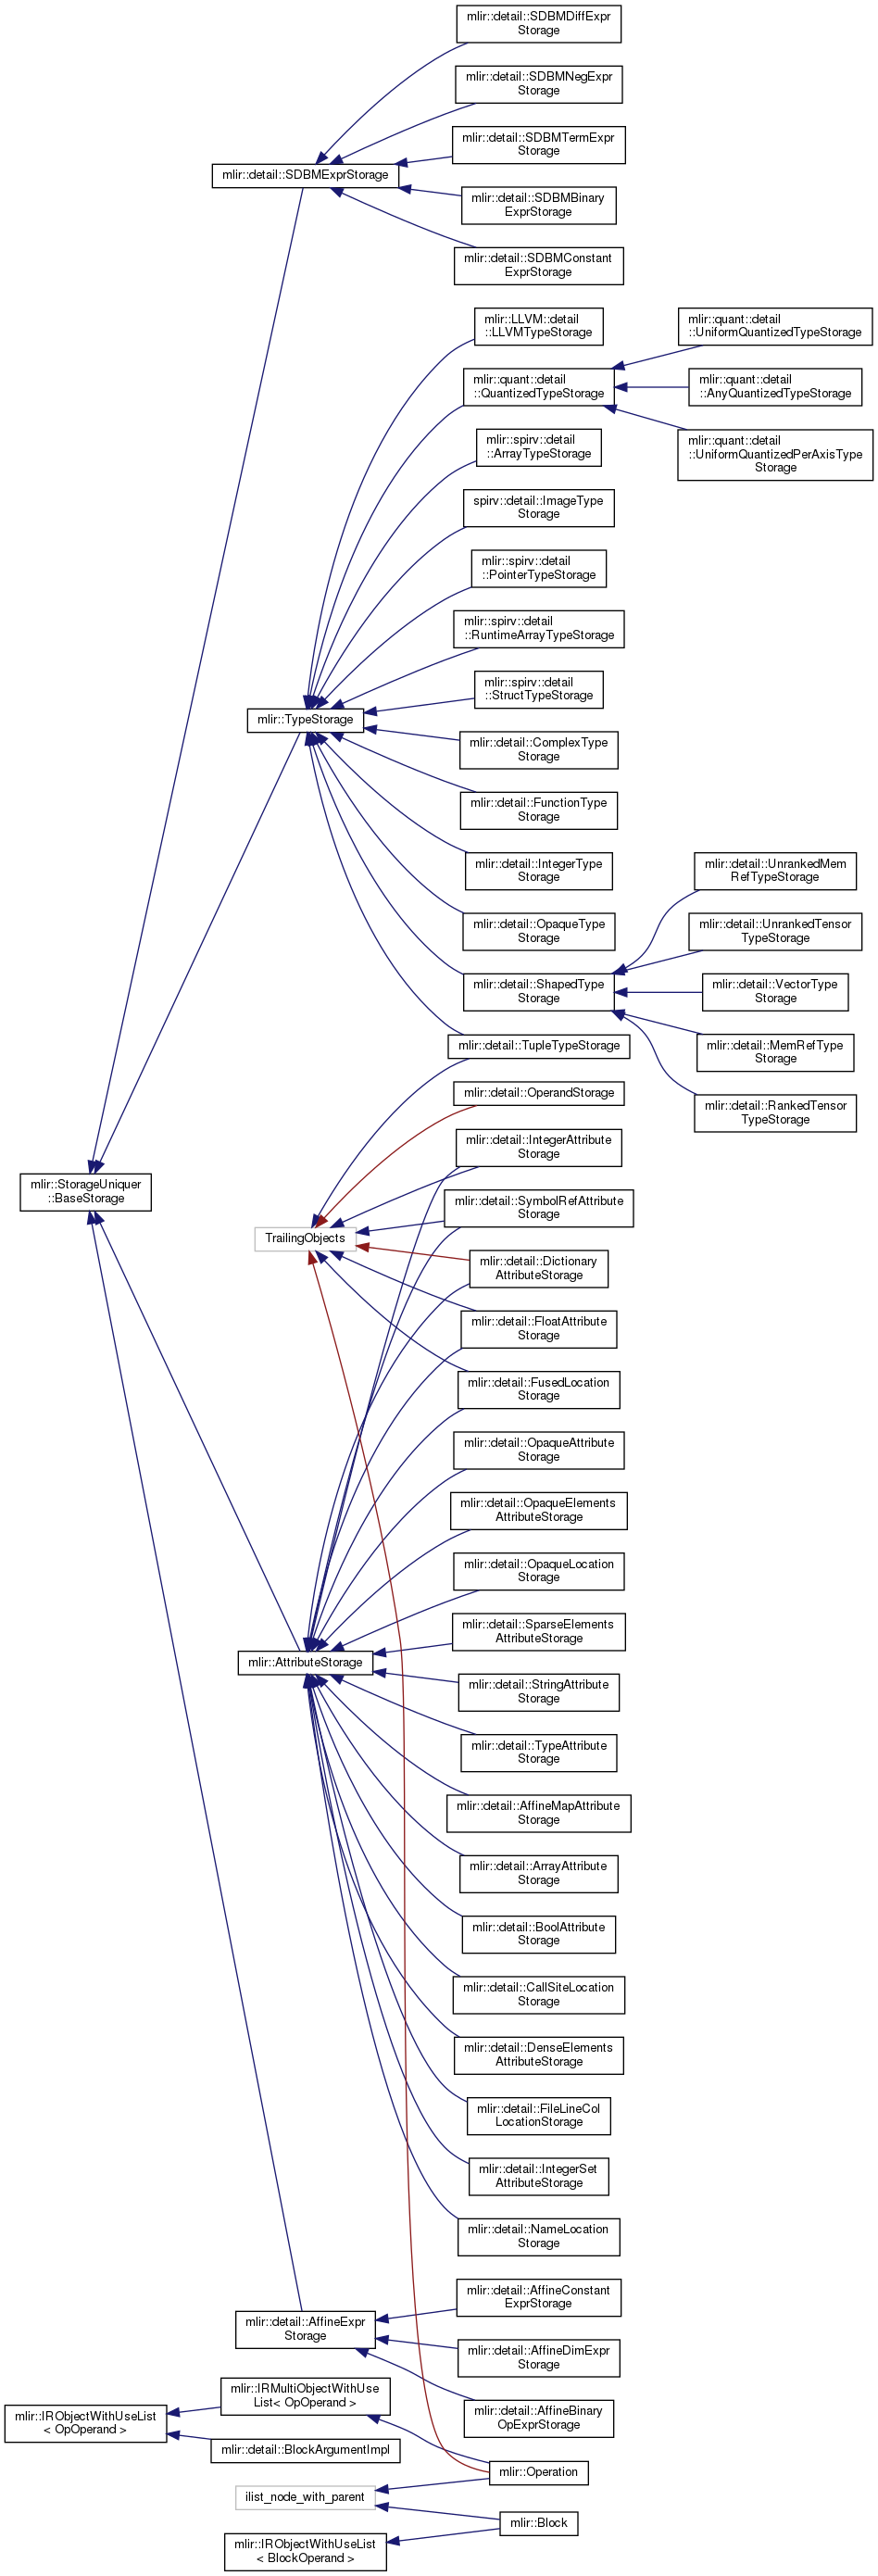 mlir::detail::SDBMDiffExpr
Storage
mlir::detail::SDBMNegExpr
Storage
mlir::detail::SDBMTermExpr
Storage
mlir::detail::SDBMExprStorage
mlir::detail::SDBMBinary
ExprStorage
mlir::detail::SDBMConstant
ExprStorage
mlir::LLVM::detail
::LLVMTypeStorage
mlir::quant::detail
::UniformQuantizedTypeStorage
mlir::quant::detail
::QuantizedTypeStorage
mlir::quant::detail
::AnyQuantizedTypeStorage
mlir::spirv::detail
::ArrayTypeStorage
mlir::quant::detail
::UniformQuantizedPerAxisType
Storage
spirv::detail::ImageType
Storage
mlir::spirv::detail
::PointerTypeStorage
mlir::spirv::detail
::RuntimeArrayTypeStorage
mlir::spirv::detail
::StructTypeStorage
mlir::TypeStorage
mlir::detail::ComplexType
Storage
mlir::detail::FunctionType
Storage
mlir::detail::IntegerType
Storage
mlir::detail::UnrankedMem
RefTypeStorage
mlir::detail::OpaqueType
Storage
mlir::detail::UnrankedTensor
TypeStorage
mlir::detail::ShapedType
Storage
mlir::detail::VectorType
Storage
mlir::detail::TupleTypeStorage
mlir::detail::MemRefType
Storage
mlir::detail::OperandStorage
mlir::detail::RankedTensor
TypeStorage
mlir::detail::IntegerAttribute
Storage
mlir::StorageUniquer
::BaseStorage
mlir::detail::SymbolRefAttribute
Storage
TrailingObjects
mlir::detail::Dictionary
AttributeStorage
mlir::detail::FloatAttribute
Storage
mlir::detail::FusedLocation
Storage
mlir::detail::OpaqueAttribute
Storage
mlir::detail::OpaqueElements
AttributeStorage
mlir::detail::OpaqueLocation
Storage
mlir::detail::SparseElements
AttributeStorage
mlir::AttributeStorage
mlir::detail::StringAttribute
Storage
mlir::detail::TypeAttribute
Storage
mlir::detail::AffineMapAttribute
Storage
mlir::detail::ArrayAttribute
Storage
mlir::detail::BoolAttribute
Storage
mlir::detail::CallSiteLocation
Storage
mlir::detail::DenseElements
AttributeStorage
mlir::detail::FileLineCol
LocationStorage
mlir::detail::IntegerSet
AttributeStorage
mlir::detail::NameLocation
Storage
mlir::detail::AffineConstant
ExprStorage
mlir::detail::AffineExpr
Storage
mlir::detail::AffineDimExpr
Storage
mlir::IRMultiObjectWithUse
List< OpOperand >
mlir::detail::AffineBinary
OpExprStorage
mlir::IRObjectWithUseList
< OpOperand >
mlir::detail::BlockArgumentImpl
mlir::Operation
ilist_node_with_parent
mlir::Block
mlir::IRObjectWithUseList
< BlockOperand >